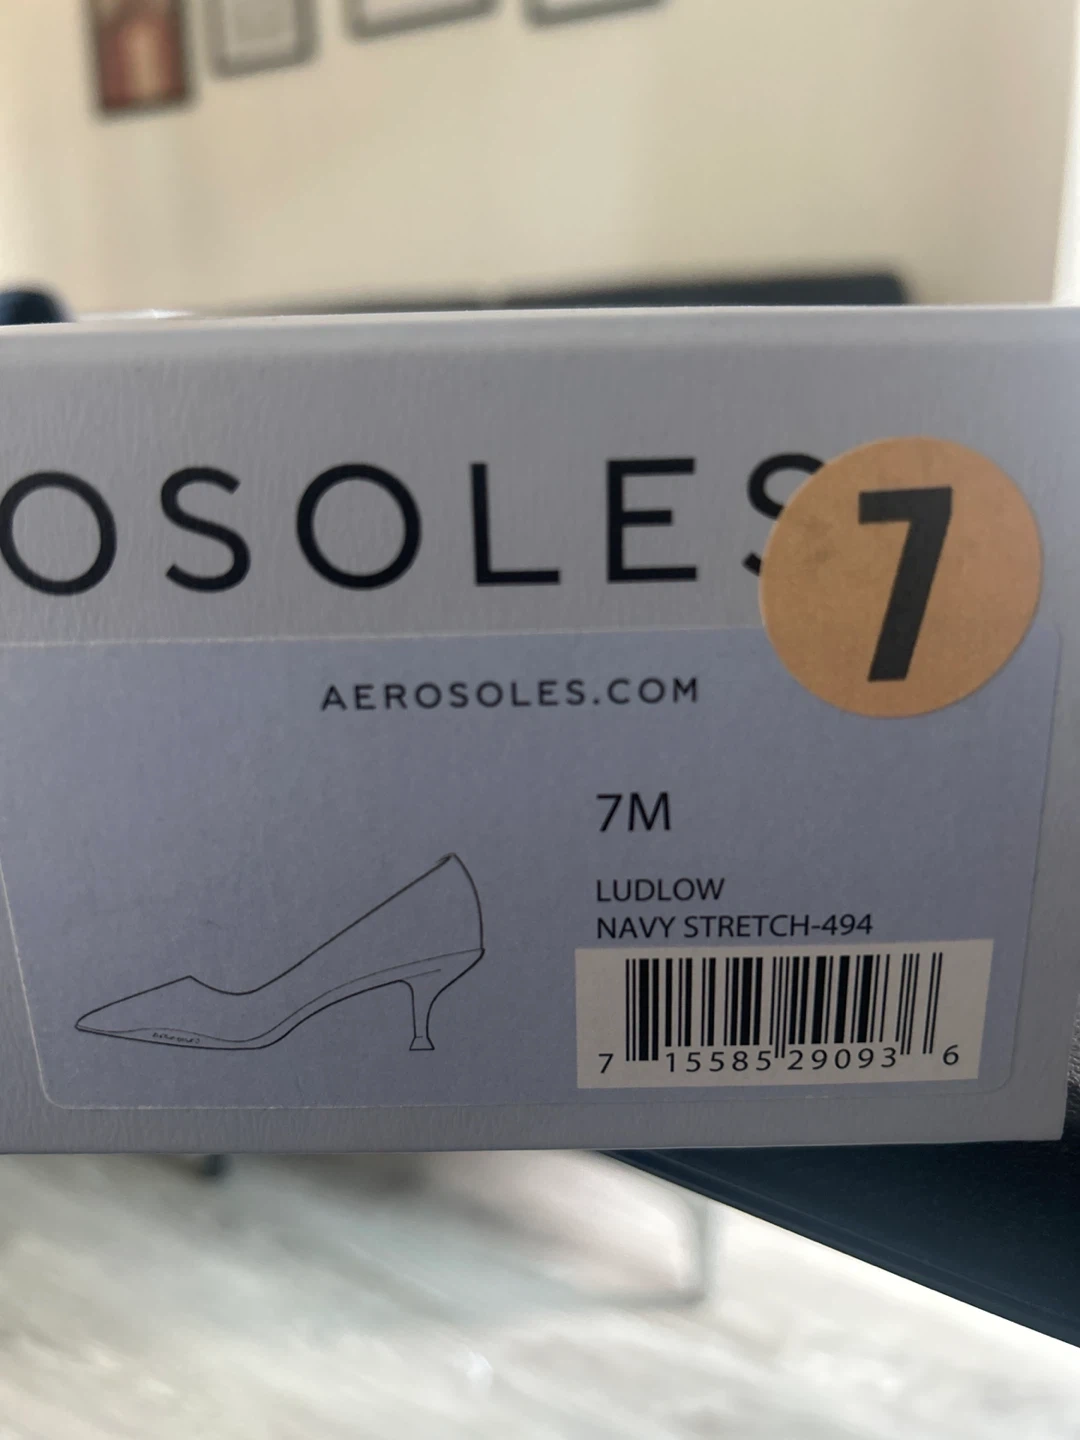 OSOLES
7
AEROSOLES.COM
7M
LUDLOW
NAVY STRETCH-494
7 15585 29093 6